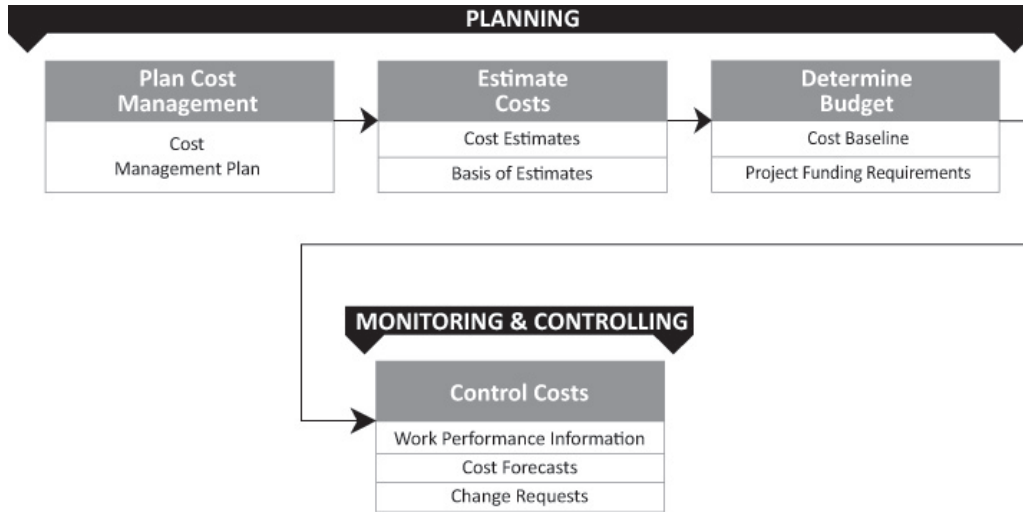 PLANNING
Plan Cost
Management
Cost
Management Plan
Estimate
Costs
Cost Estimates
Basis of Estimates
Determine
Budget
Cost Baseline
Project Funding Requirements
MONITORING & CONTROLLING
Control Costs
Work Performance Information
Cost Forecasts
Change Requests